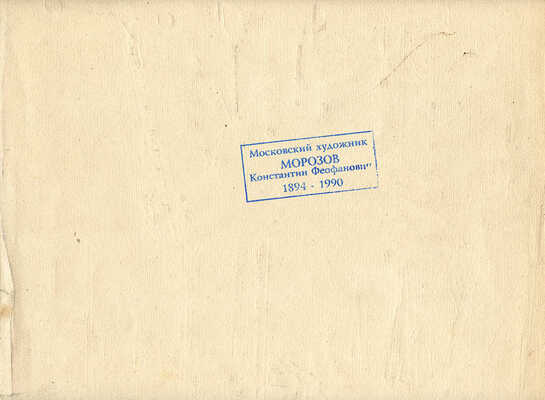 Московский художник
МОРОЗОВ
Константин Феофанович
1894 - 1990